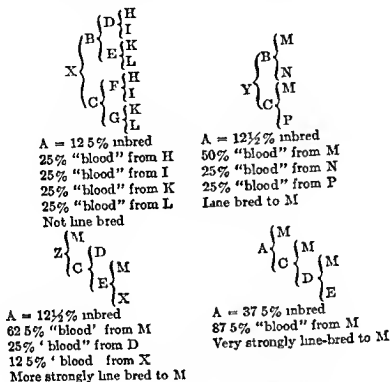 H
D
I
B
K
E
L
X
H
F
I
C
K
G
L
A = 12 5% inbred
25% "blood" from H
25% "blood" from I
25% "blood" from K
25% "blood" from L
Not line bred
M
B
N
Y
M
C
P
A = 12½% inbred
50% "blood" from M
25% "blood" from N
25% "blood" from P
Line bred to M
M
Z
D
C
M
E
X
A = 12½% inbred
62 5% "blood' from M
25% ' blood" from D
12 5% ' blood from X
More strongly line bred to M
M
A
M
C
M
D
E
A = 37 5% inbred
87 5% "blood" from M
Very strongly line-bred to M